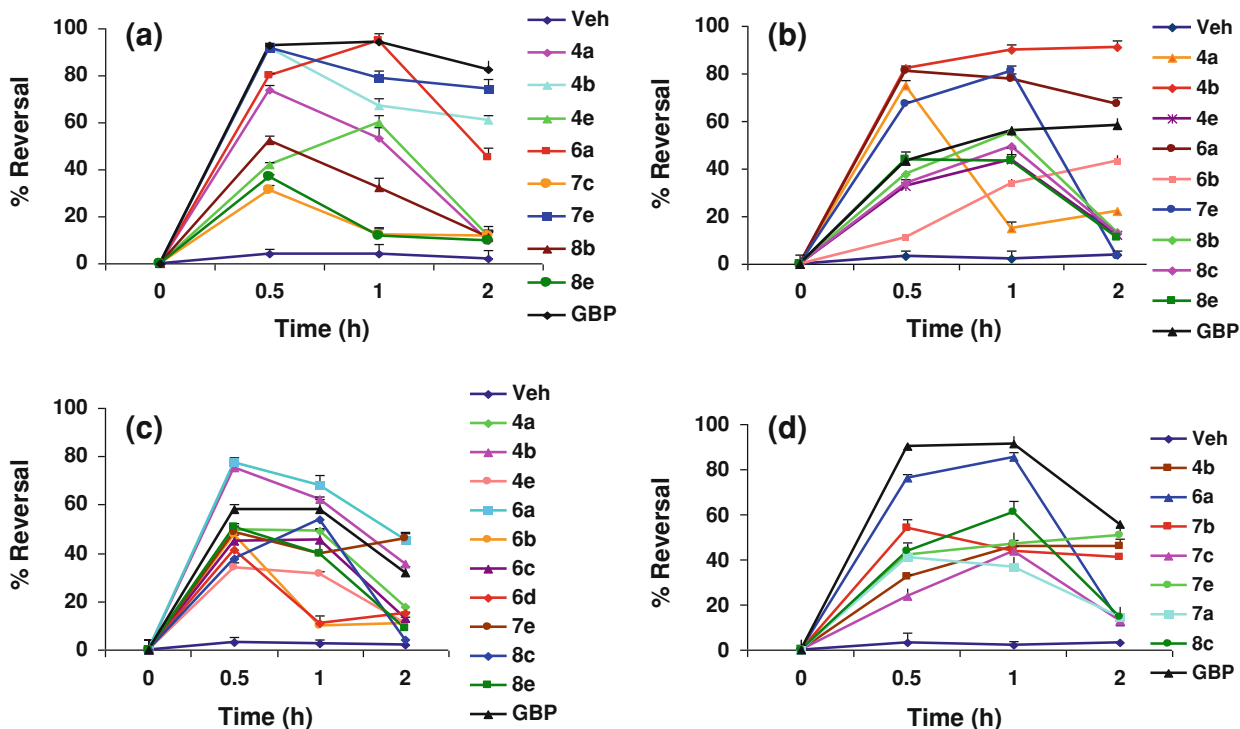 (a)
% Reversal
100
80
60
40
20
0
0 0.5 1 2
Time (h)
Veh
4a
4b
4e
6a
7c
7e
8b
8e
GBP
(b)
% Reversal
100
80
60
40
20
0
0 0.5 1 2
Time (h)
Veh
4a
4b
4e
6a
6b
7e
8b
8c
8e
GBP
(c)
% Reversal
100
80
60
40
20
0
0 0.5 1 2
Time (h)
Veh
4a
4b
4e
6a
6b
6c
6d
7e
8c
8e
GBP
(d)
% Reversal
100
80
60
40
20
0
0 0.5 1 2
Time (h)
Veh
4b
6a
7b
7c
7e
7a
8c
GBP